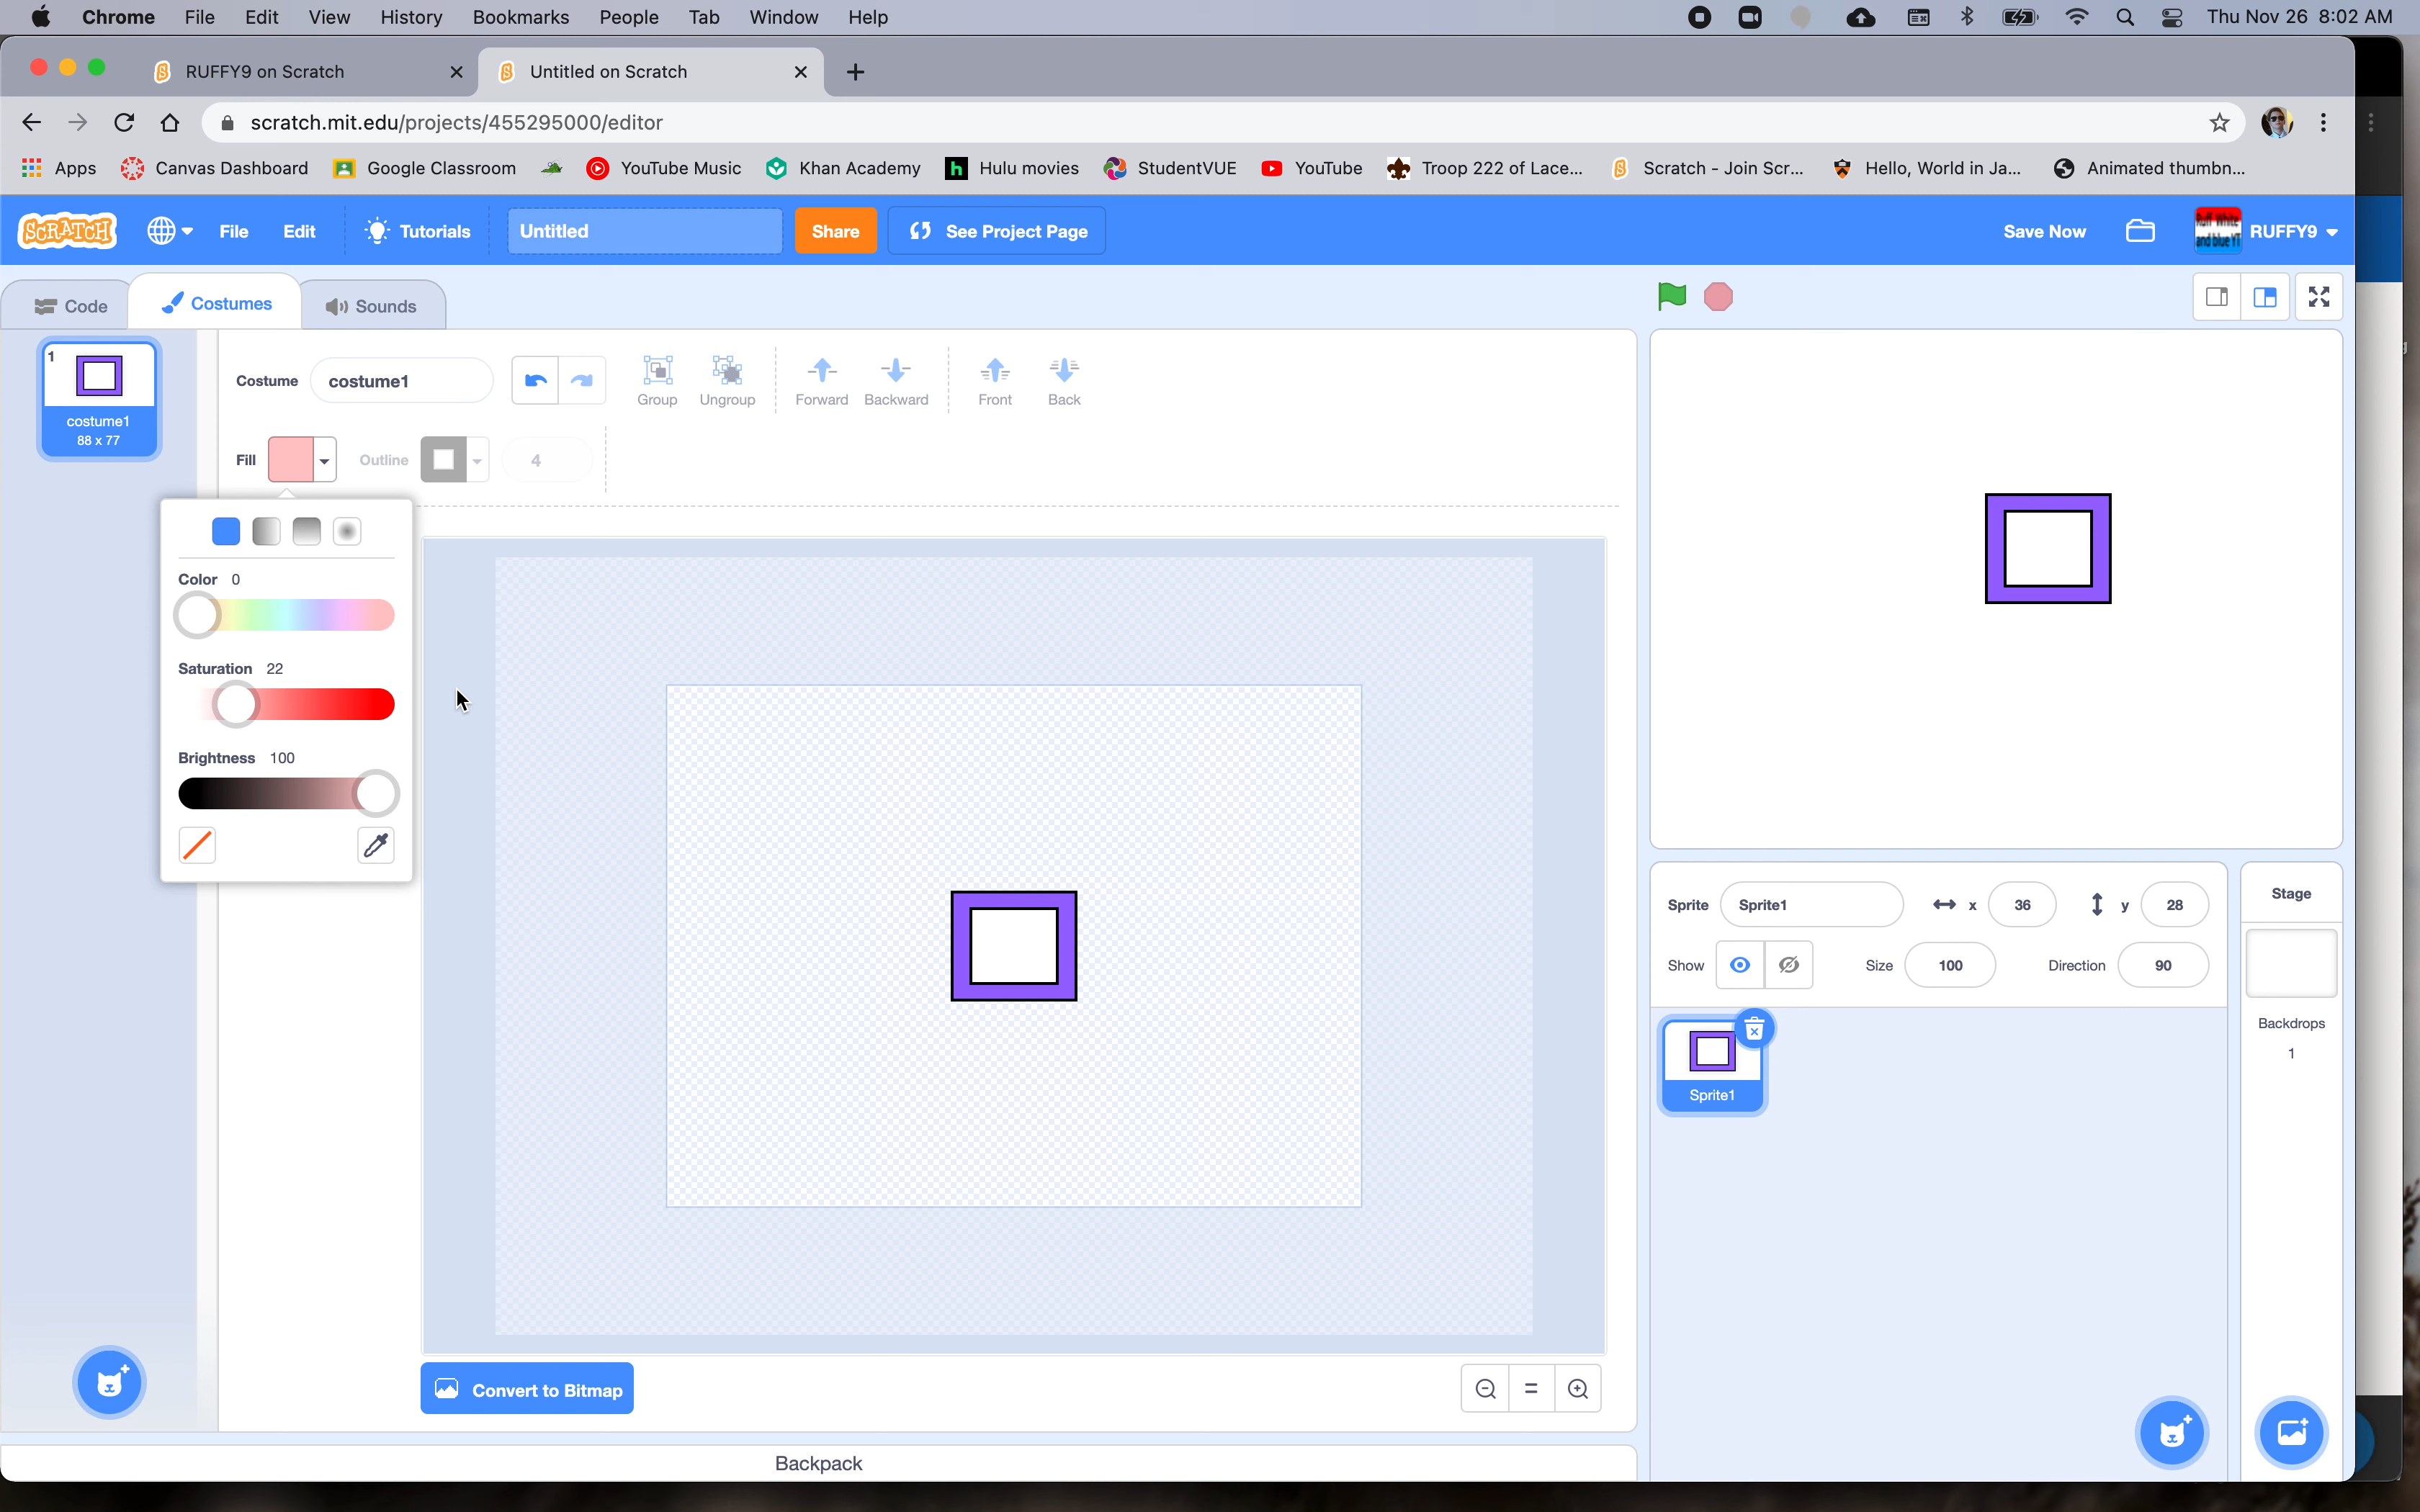 Chrome File Edit View History Bookmarks People Tab Window Help Thu Nov 26 8:02 AM
RUFFY9 on Scratch Untitled on Scratch
scratch.mit.edu/projects/455295000/editor
Apps Canvas Dashboard Google Classroom YouTube Music Khan Academy Hulu movies StudentVUE YouTube Troop 222 of Lace... Scratch - Join Scr... Hello, World in Ja... Animated thumbn...
SCRATCH File Edit Tutorials Untitled Share See Project Page Save Now Ruff White and blue YT RUFFY9
Code Costumes Sounds
1
costume1
88 x 77
Costume costume1 Group Ungroup Forward Backward Front Back
Fill Outline 4
Color 0
Saturation 22
Brightness 100
Convert to Bitmap
Backpack
Sprite Sprite1 x 36 y 28
Show Size 100 Direction 90
Sprite1
Stage
Backdrops
1